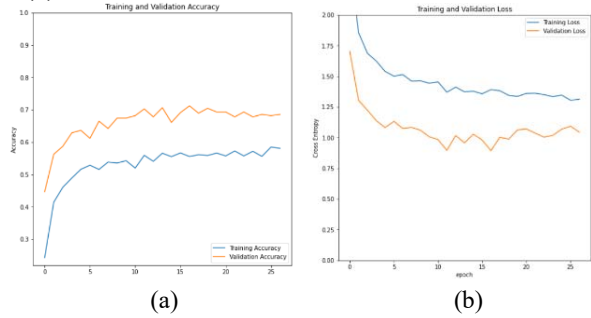 Training and Validation Accuracy
1.0
0.9
0.8
0.7
0.6
0.5
0.4
0.3
Accuracy
0
5
10
15
20
25
Training Accuracy
Validation Accuracy
(a)
Training and Validation Loss
2.00
1.75
1.50
1.25
1.00
0.75
0.50
0.25
0.00
Cross Entropy
0
5
10
15
20
25
epoch
Training Loss
Validation Loss
(b)